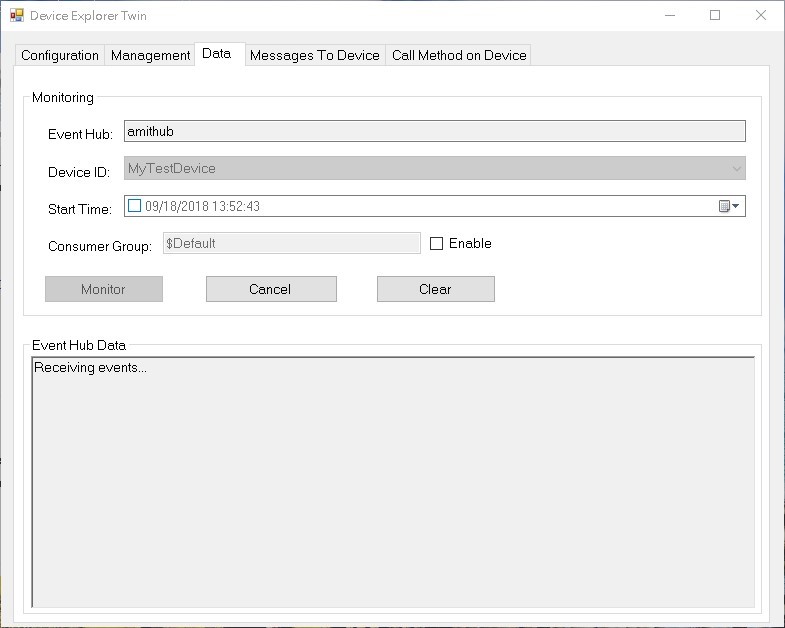 Device Explorer Twin
Configuration Management Data Messages To Device Call Method on Device
Monitoring
Event Hub: amithub
Device ID: MyTestDevice
Start Time: 09/18/2018 13:52:43
Consumer Group: $Default Enable
Monitor Cancel Clear
Event Hub Data
Receiving events...